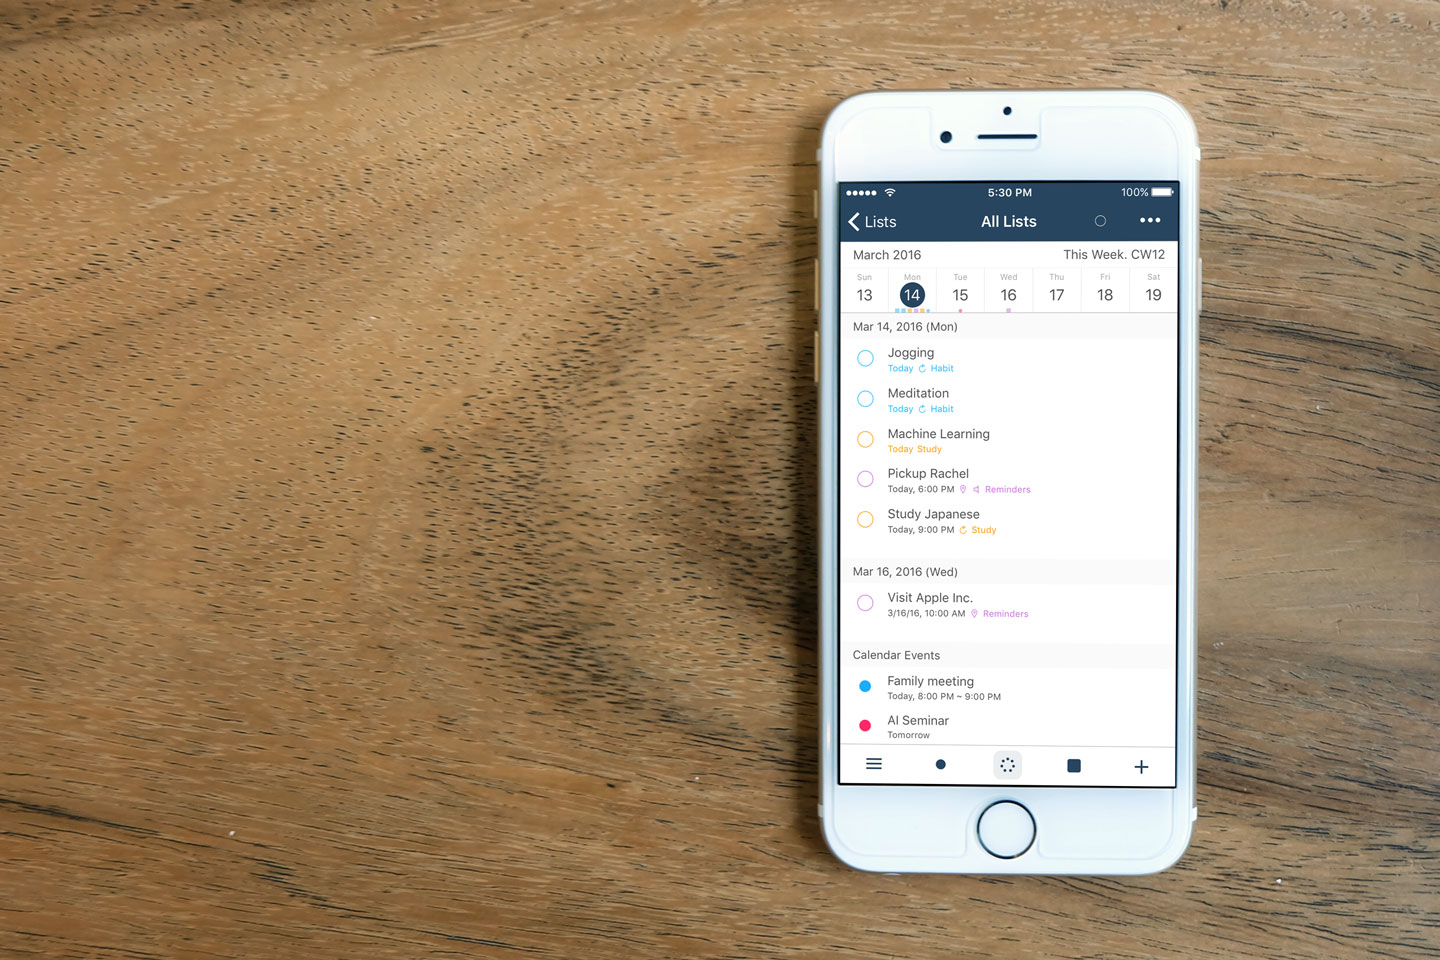 5:30 PM 100%
Lists All Lists
March 2016 This Week. CW12
Sun Mon Tue Wed Thu Fri Sat
13 14 15 16 17 18 19
Mar 14, 2016 (Mon)
Jogging
Today Habit
Meditation
Today Habit
Machine Learning
Today Study
Pickup Rachel
Today, 6:00 PM Reminders
Study Japanese
Today, 9:00 PM Study
Mar 16, 2016 (Wed)
Visit Apple Inc.
3/16/16, 10:00 AM Reminders
Calendar Events
Family meeting
Today, 8:00 PM ~ 9:00 PM
AI Seminar
Tomorrow